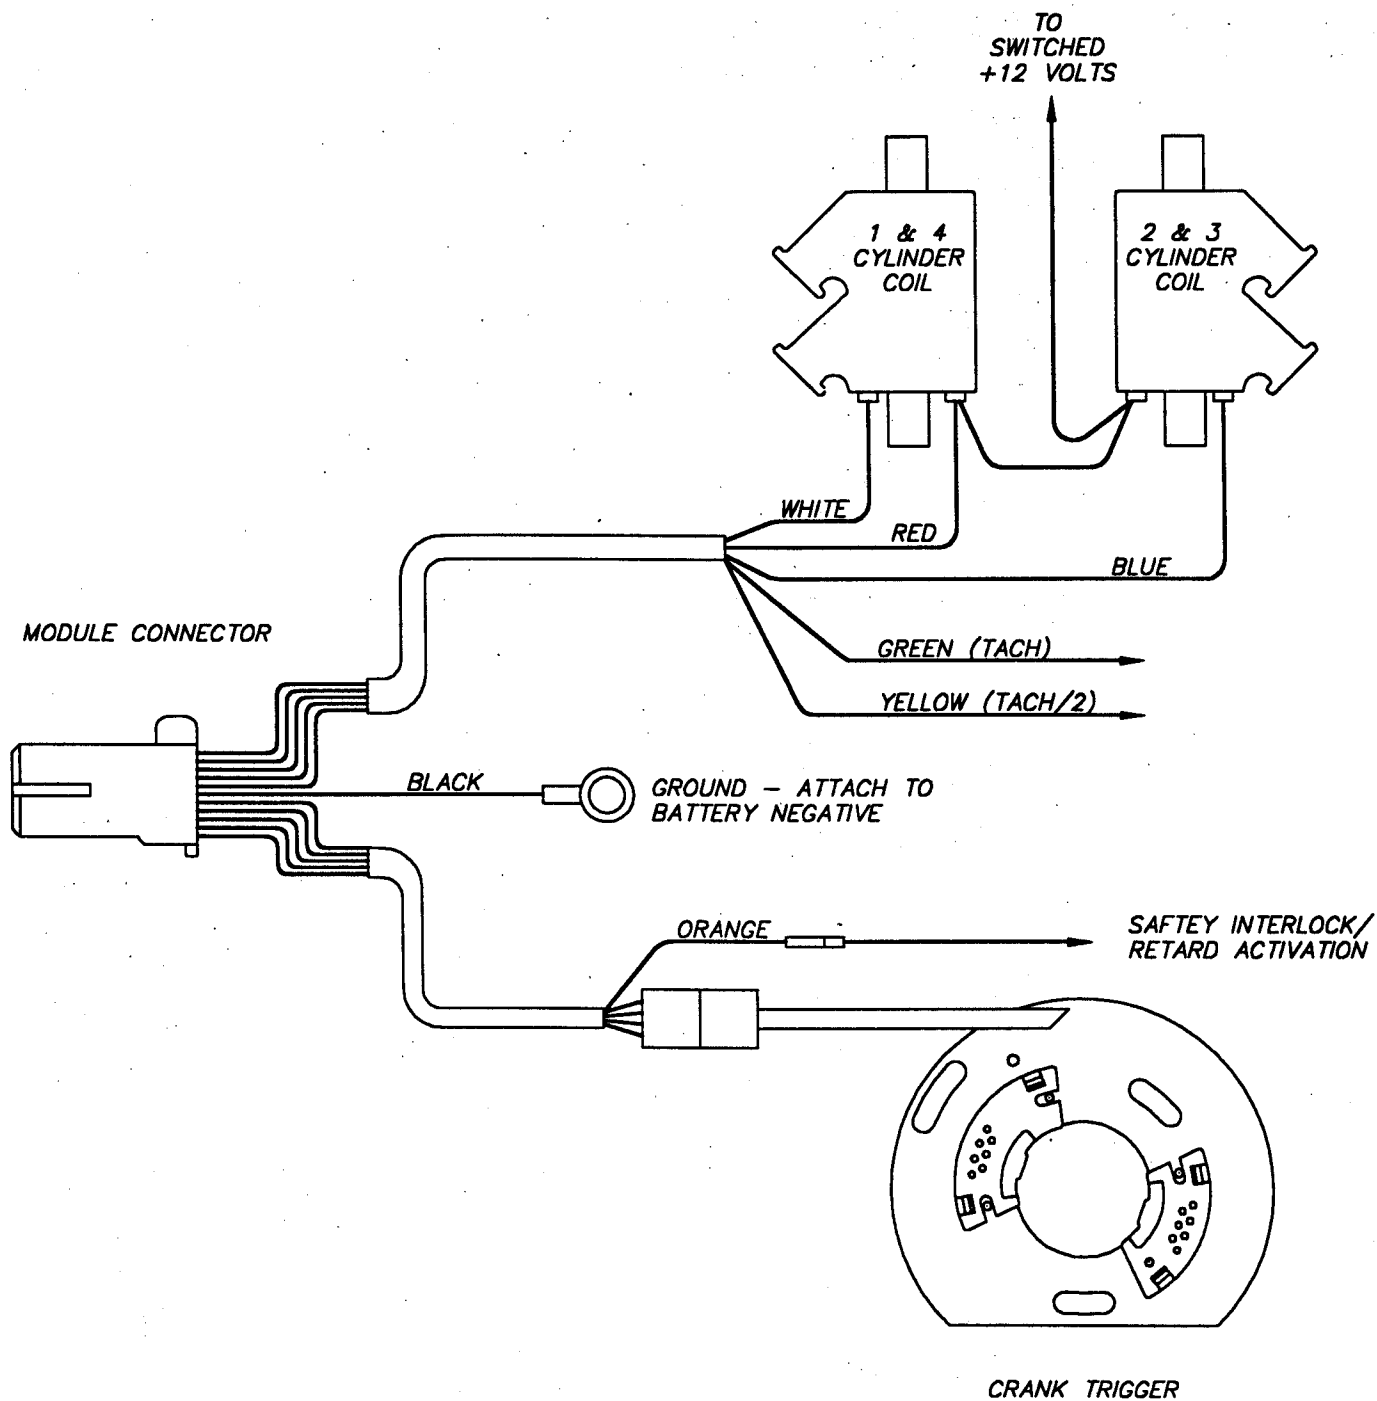 TO
SWITCHED
+12 VOLTS
1 & 4
CYLINDER
COIL
2 & 3
CYLINDER
COIL
WHITE
RED
BLUE
MODULE CONNECTOR
GREEN (TACH)
YELLOW (TACH/2)
BLACK
GROUND - ATTACH TO
BATTERY NEGATIVE
ORANGE
SAFTEY INTERLOCK/
RETARD ACTIVATION
CRANK TRIGGER